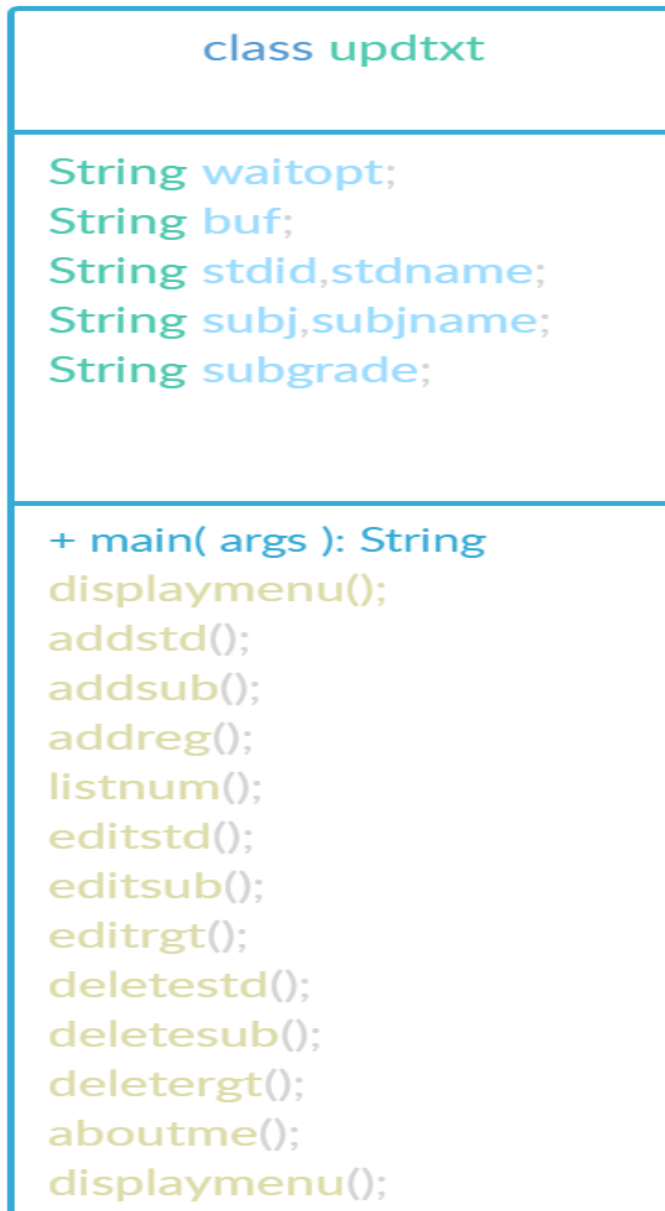 class updtxt
String waitopt;
String buf;
String stdid,stdname;
String subj,subjname;
String subgrade;
+ main( args ): String
displaymenu();
addstd();
addsub();
addreg();
listnum();
editstd();
editsub();
editrgt();
deletestd();
deletesub();
deletergt();
aboutme();
displaymenu();